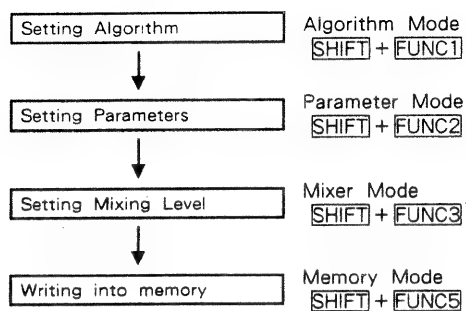 Setting Algorithm
Algorithm Mode
SHIFT + FUNC1
Setting Parameters
Parameter Mode
SHIFT + FUNC2
Setting Mixing Level
Mixer Mode
SHIFT + FUNC3
Writing into memory
Memory Mode
SHIFT + FUNC5